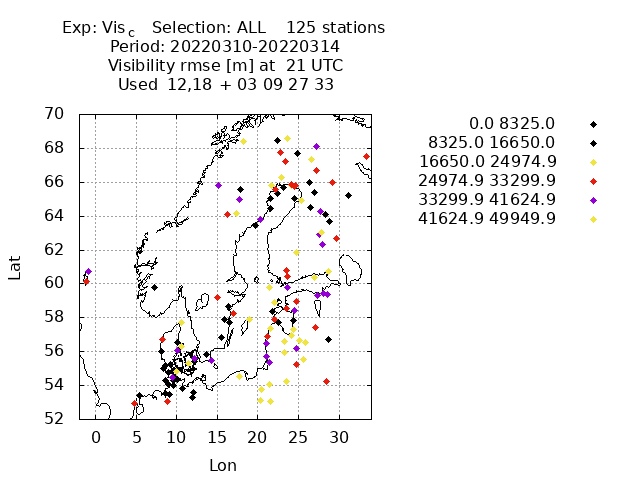 Exp: Vis c Selection: ALL 125 stations
Period: 20220310-20220314
Visibility rmse [m] at 21 UTC
Used 12,18 + 03 09 27 33
70
68
66
64
62
60
58
56
54
52
Lat
0 5 10 15 20 25 30
Lon
0.0 8325.0
8325.0 16650.0
16650.0 24974.9
24974.9 33299.9
33299.9 41624.9
41624.9 49949.9